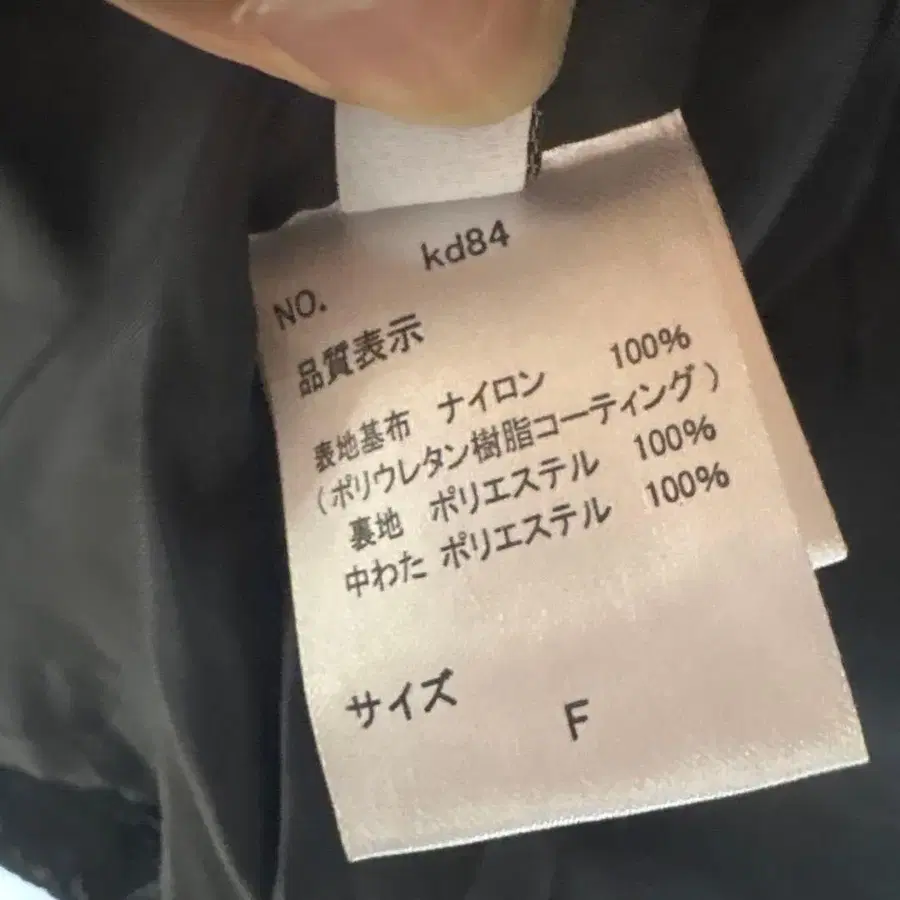 NO. kd84
品質表示
表地基布 ナイロン 100%
(ポリウレタン樹脂コーティング)
裏地 ポリエステル 100%
中わた ポリエステル 100%
サイズ F